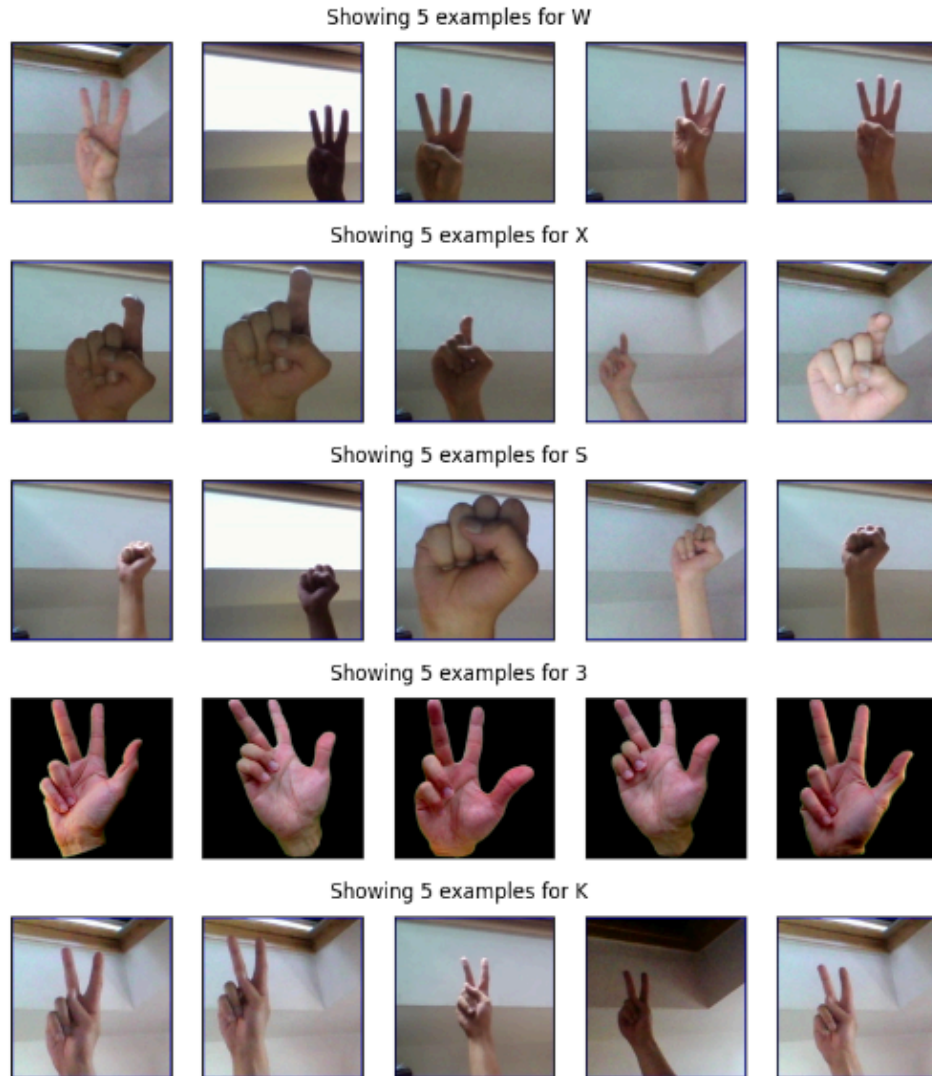 Showing 5 examples for W
Showing 5 examples for X
Showing 5 examples for S
Showing 5 examples for 3
Showing 5 examples for K